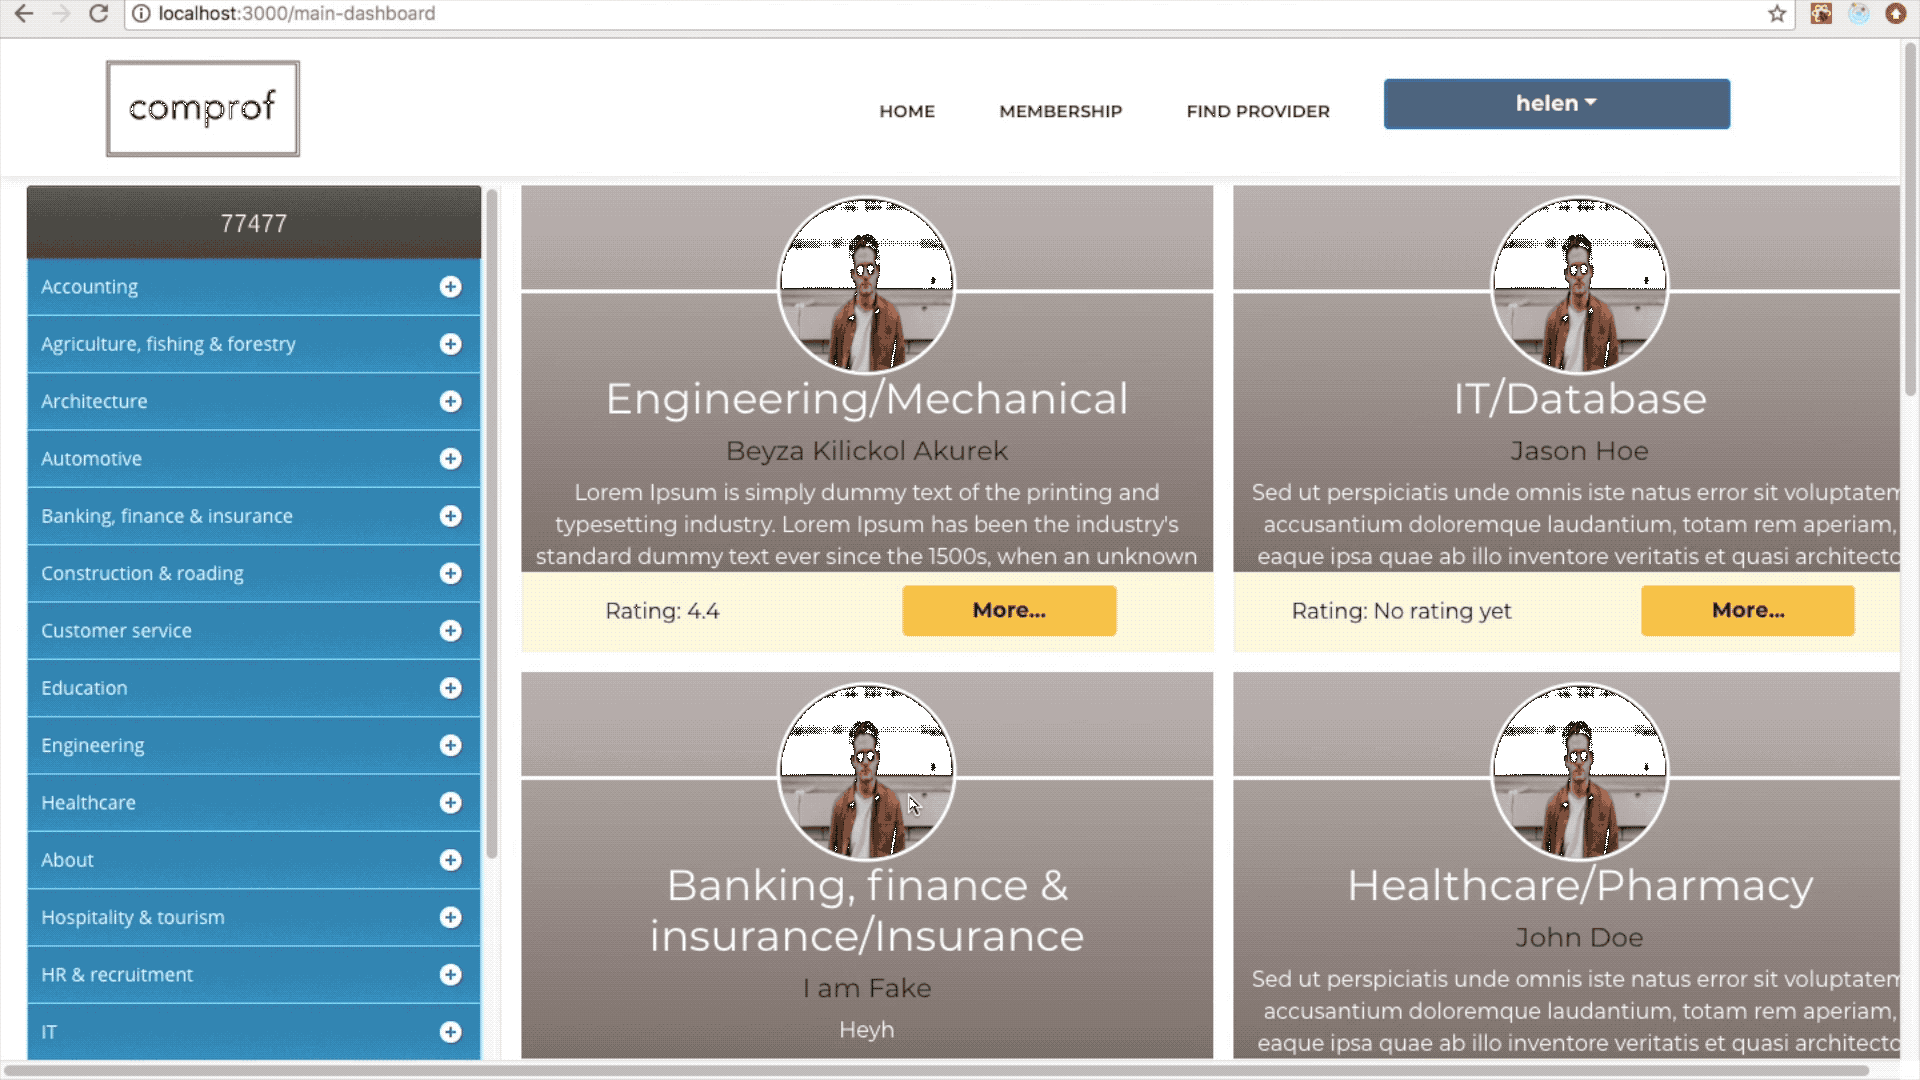 localhost:3000/main-dashboard
comprof
HOME
MEMBERSHIP
FIND PROVIDER
helen
77477
Accounting
Agriculture, fishing & forestry
Architecture
Automotive
Banking, finance & insurance
Construction & roading
Customer service
Education
Engineering
Healthcare
About
Hospitality & tourism
HR & recruitment
IT
Engineering/Mechanical
Beyza Kilickol Akurek
Lorem Ipsum is simply dummy text of the printing and
typesetting industry. Lorem Ipsum has been the industry's
standard dummy text ever since the 1500s, when an unknown
Rating: 4.4
More...
IT/Database
Jason Hoe
Sed ut perspiciatis unde omnis iste natus error sit voluptatem
accusantium doloremque laudantium, totam rem aperiam,
eaque ipsa quae ab illo inventore veritatis et quasi architecto
Rating: No rating yet
More...
Banking, finance &
insurance/Insurance
I am Fake
Heyh
Healthcare/Pharmacy
John Doe
Sed ut perspiciatis unde omnis iste natus error sit voluptatem
accusantium doloremque laudantium, totam rem aperiam,
eaque ipsa quae ab illo inventore veritatis et quasi architecto